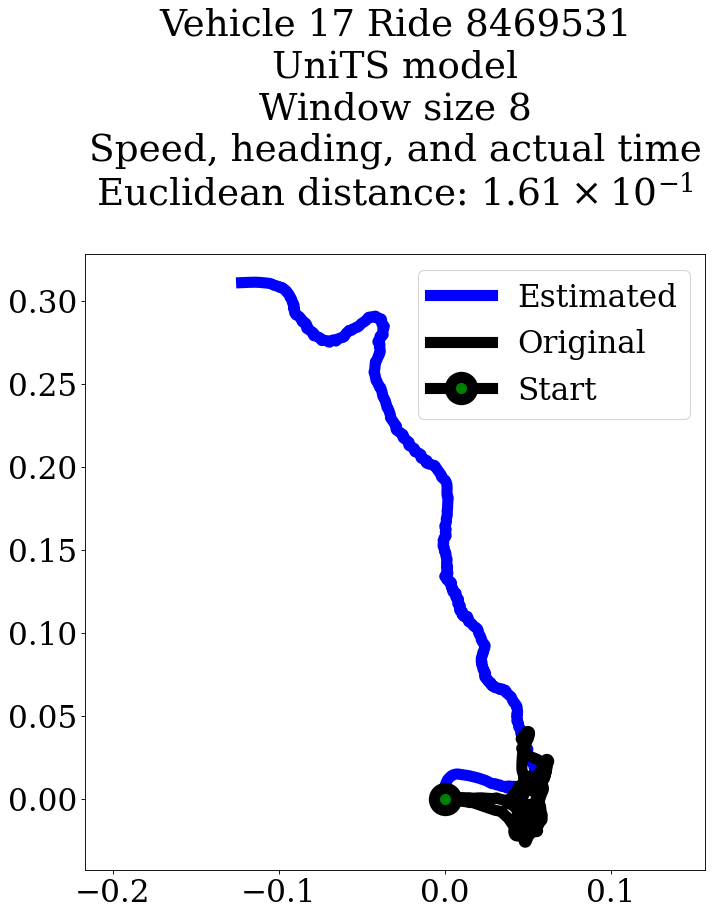 Vehicle 17 Ride 8469531
UniTS model
Window size 8
Speed, heading, and actual time
Euclidean distance: 1.61 × 10⁻¹
Estimated
Original
Start
0.30
0.25
0.20
0.15
0.10
0.05
0.00
−0.2
−0.1
0.0
0.1